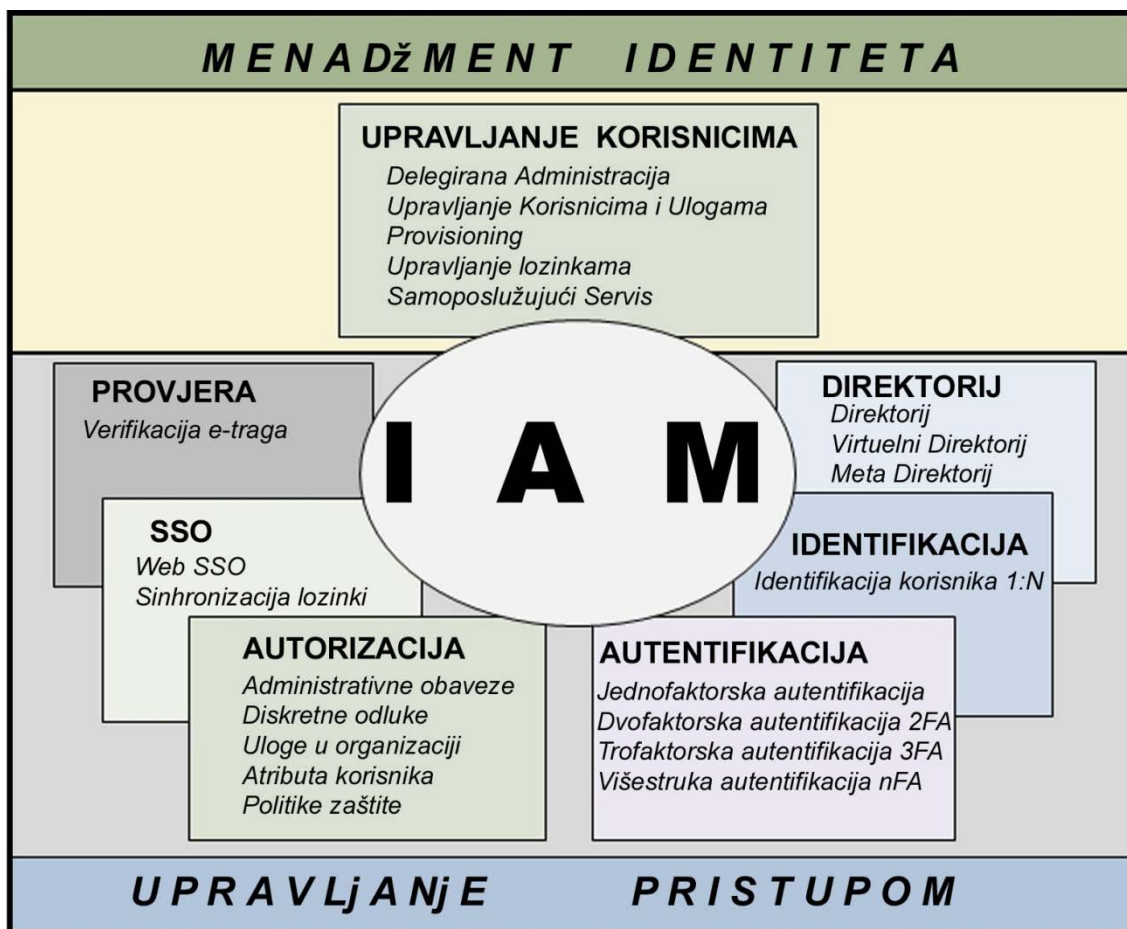 MENADžMENT IDENTITETA
UPRAVLJANJE KORISNICIMA
Delegirana Administracija
Upravljanje Korisnicima i Ulogama
Provisioning
Upravljanje lozinkama
Samoposlužujući Servis
IAM
PROVJERA
Verifikacija e-traga
SSO
Web SSO
Sinhronizacija lozinki
AUTORIZACIJA
Administrativne obaveze
Diskretne odluke
Uloge u organizaciji
Atributa korisnika
Politike zaštite
DIREKTORIJ
Direktorij
Virtuelni Direktorij
Meta Direktorij
IDENTIFIKACIJA
Identifikacija korisnika 1:N
AUTENTIFIKACIJA
Jednofaktorska autentifikacija
Dvofaktorska autentifikacija 2FA
Trofaktorska autentifikacija 3FA
Višestruka autentifikacija nFA
UPRAVLjANjE PRISTUPOM